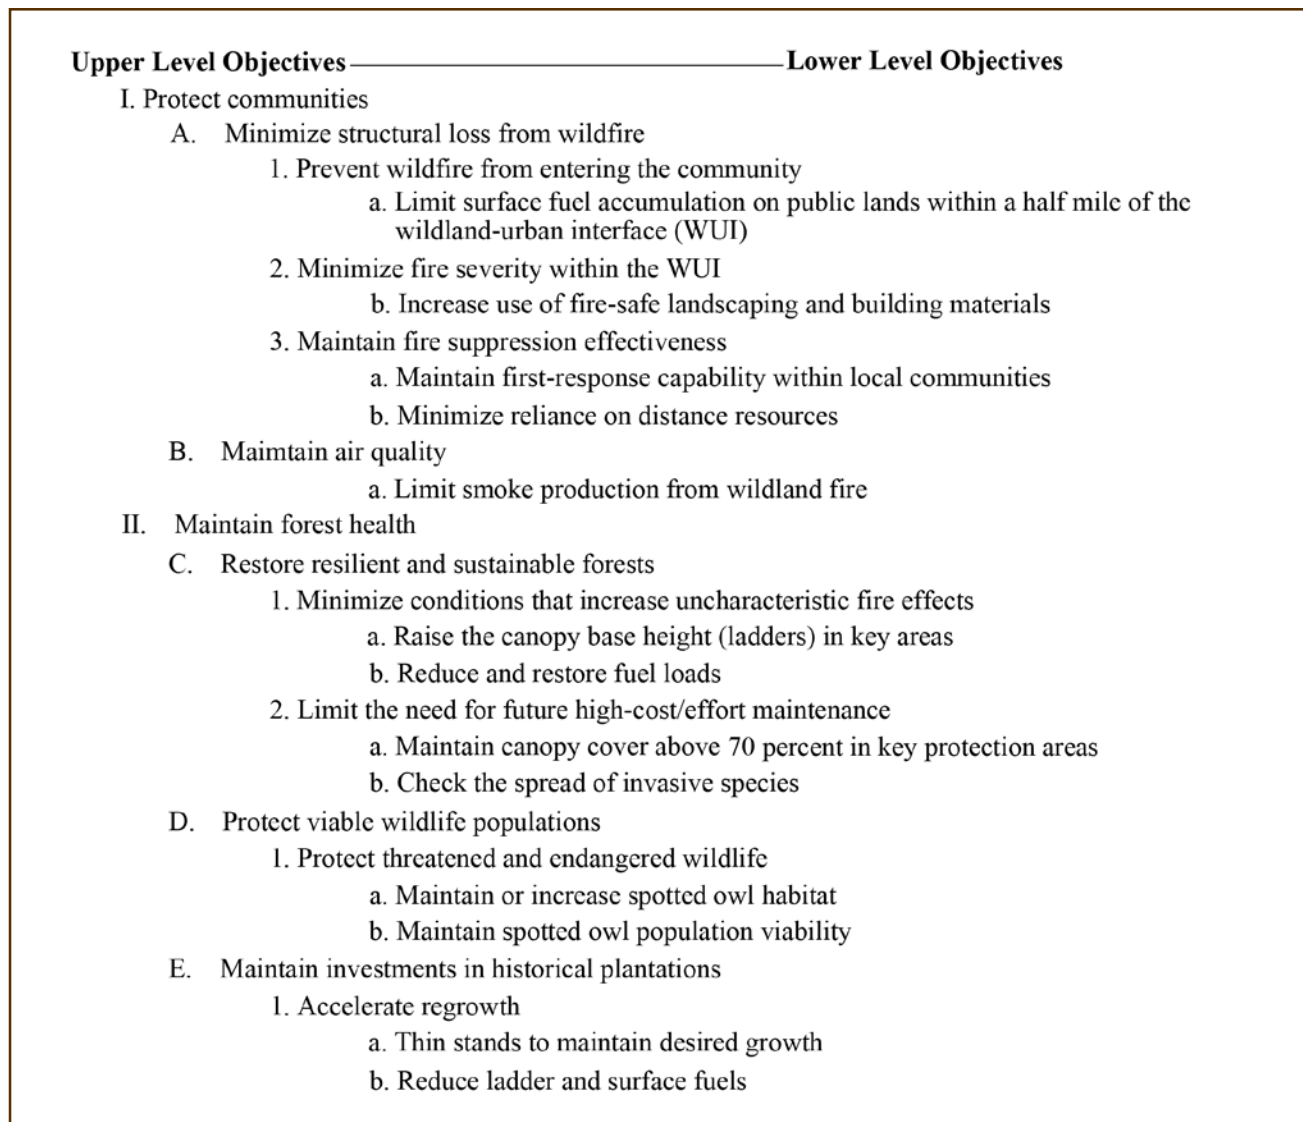 Upper Level Objectives Lower Level Objectives
I. Protect communities
A. Minimize structural loss from wildfire
1. Prevent wildfire from entering the community
a. Limit surface fuel accumulation on public lands within a half mile of the
wildland-urban interface (WUI)
2. Minimize fire severity within the WUI
b. Increase use of fire-safe landscaping and building materials
3. Maintain fire suppression effectiveness
a. Maintain first-response capability within local communities
b. Minimize reliance on distance resources
B. Maimtain air quality
a. Limit smoke production from wildland fire
II. Maintain forest health
C. Restore resilient and sustainable forests
1. Minimize conditions that increase uncharacteristic fire effects
a. Raise the canopy base height (ladders) in key areas
b. Reduce and restore fuel loads
2. Limit the need for future high-cost/effort maintenance
a. Maintain canopy cover above 70 percent in key protection areas
b. Check the spread of invasive species
D. Protect viable wildlife populations
1. Protect threatened and endangered wildlife
a. Maintain or increase spotted owl habitat
b. Maintain spotted owl population viability
E. Maintain investments in historical plantations
1. Accelerate regrowth
a. Thin stands to maintain desired growth
b. Reduce ladder and surface fuels